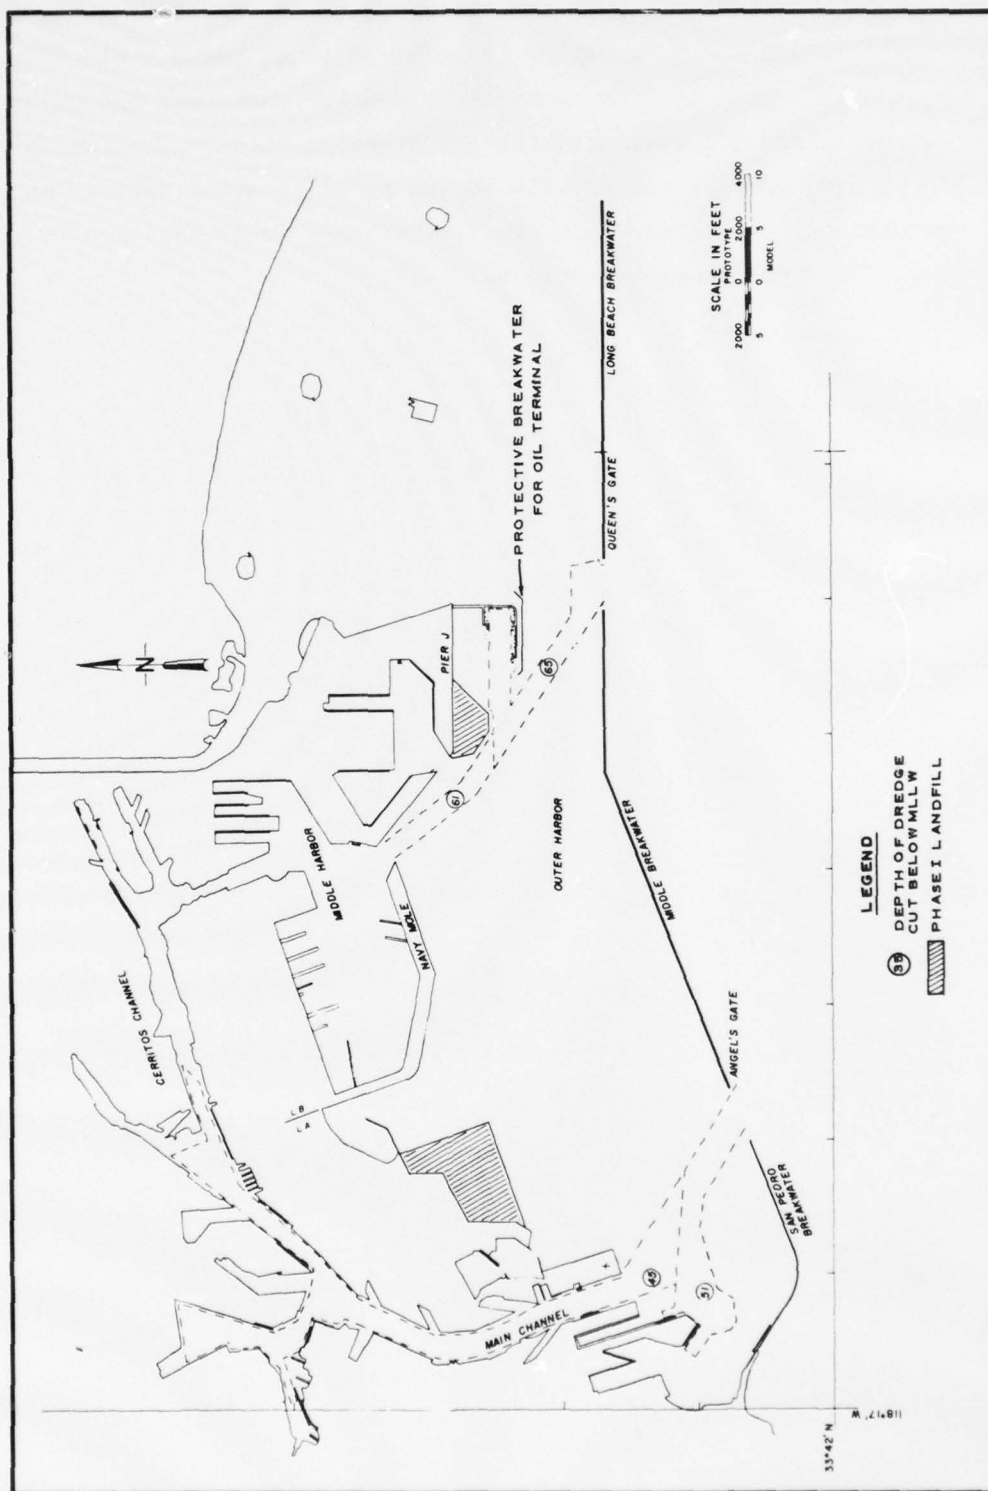 SCALE IN FEET
PROTOTYPE
2000 0 2000 4000
5 0 5 10
MODEL
LONG BEACH BREAKWATER
PROTECTIVE BREAKWATER
FOR OIL TERMINAL
QUEEN'S GATE
N
PIER J
65
61
MIDDLE HARBOR
OUTER HARBOR
MIDDLE BREAKWATER
NAVY MOLE
CERRITOS CHANNEL
LB
LA
ANGEL'S GATE
SAN PEDRO
BREAKWATER
45
51
MAIN CHANNEL
118°17' W
33°42' N
LEGEND
38 DEPTH OF DREDGE
CUT BELOW MLLW
PHASE I LANDFILL